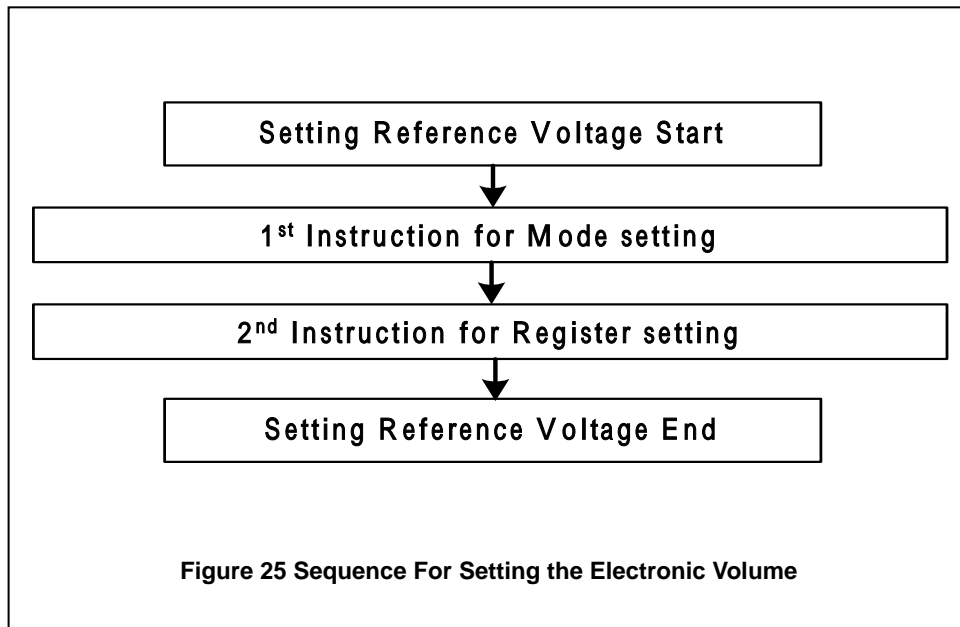 Setting Reference Voltage Start
1st Instruction for Mode setting
2nd Instruction for Register setting
Setting Reference Voltage End
Figure 25 Sequence For Setting the Electronic Volume